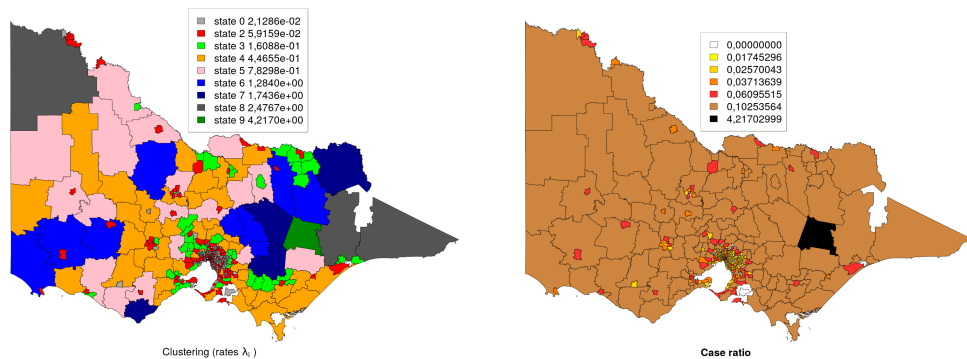 state 0 2,1286e-02
state 2 5,9159e-02
state 3 1,6088e-01
state 4 4,4655e-01
state 5 7,8298e-01
state 6 1,2840e+00
state 7 1,7436e+00
state 8 2,4767e+00
state 9 4,2170e+00
Clustering (rates λi )
0,00000000
0,01745296
0,02570043
0,03713639
0,06095515
0,10253564
4,21702999
Case ratio